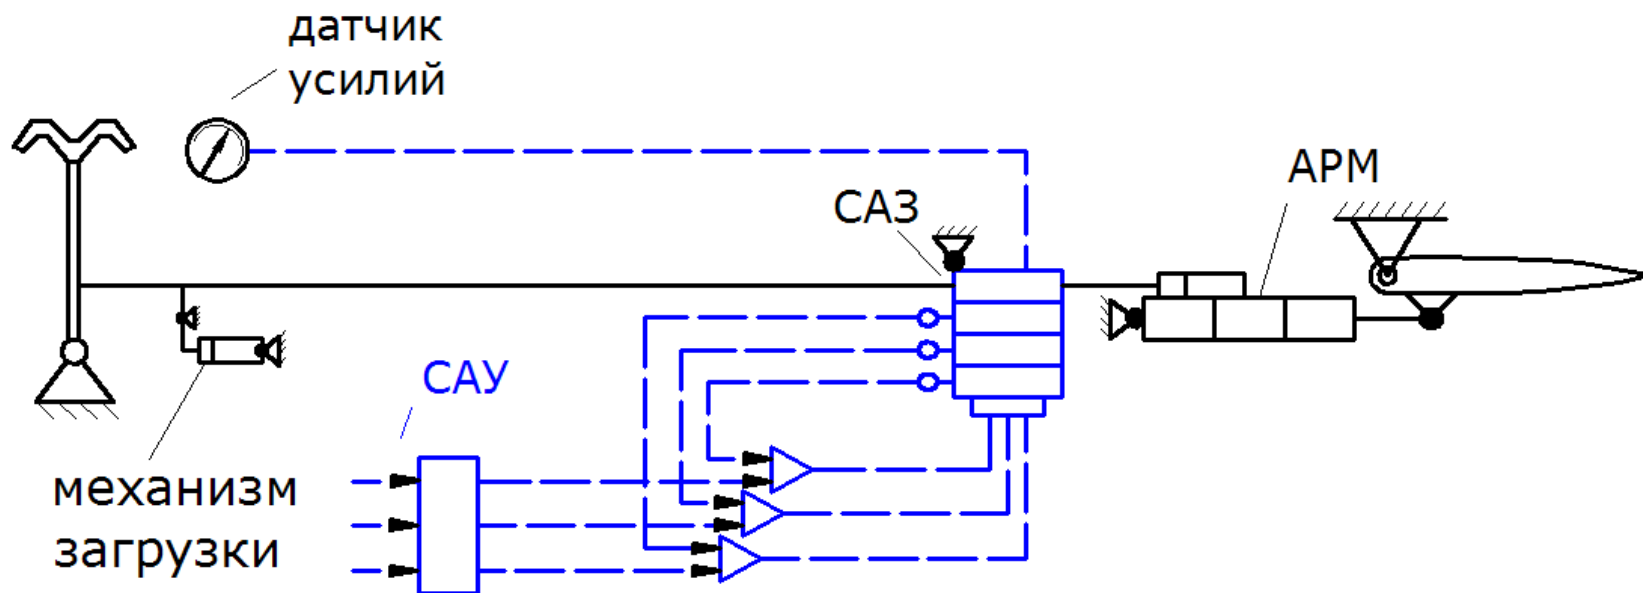 датчик
усилий
САЗ
АРМ
САУ
механизм
загрузки